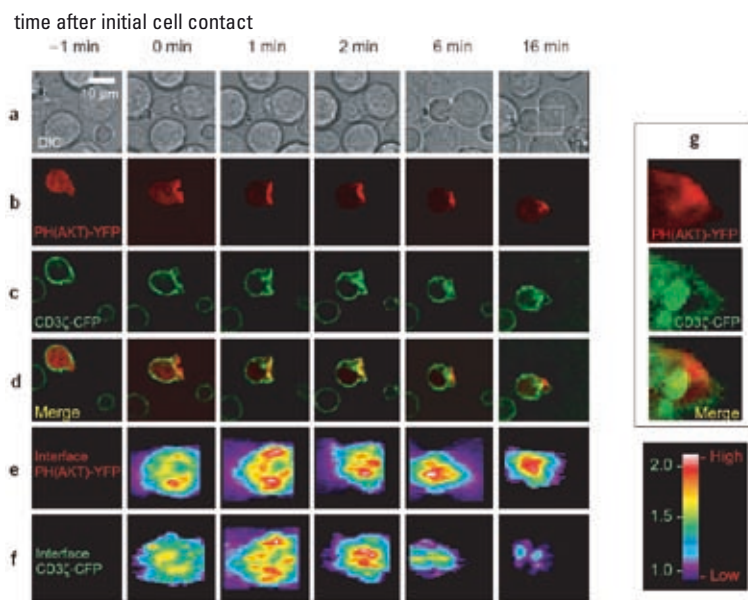 time after initial cell contact
−1 min 0 min 1 min 2 min 6 min 16 min
a
10 μm
DIC
b
PH(AKT)-YFP
c
CD3ζ-CFP
d
Merge
e
Interface
PH(AKT)-YFP
f
Interface
CD3ζ-CFP
g
PH(AKT)-YFP
CD3ζ-CFP
Merge
2.0 High
1.5
1.0 Low